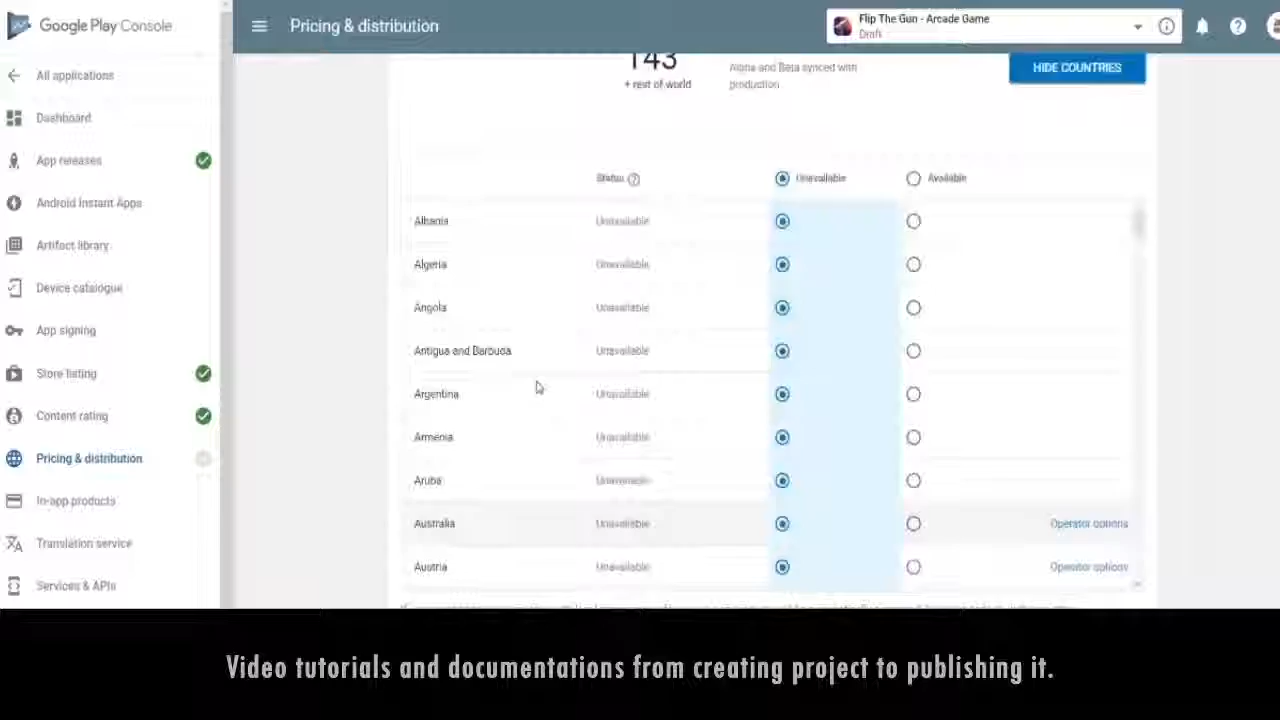 Google Play Console
Pricing & distribution
Flip The Gun - Arcade Game
Draft
All applications
Dashboard
App releases
Android Instant Apps
Artifact library
Device catalogue
App signing
Store listing
Content rating
Pricing & distribution
In-app products
Translation service
Services & APIs
143
+ rest of world
Alpha and Beta synced with
production
HIDE COUNTRIES
Status Unavailable Available
Albania Unavailable
Algeria Unavailable
Angola Unavailable
Antigua and Barbuda Unavailable
Argentina Unavailable
Armenia Unavailable
Aruba Unavailable
Australia Unavailable Operator options
Austria Unavailable Operator options
Video tutorials and documentations from creating project to publishing it.